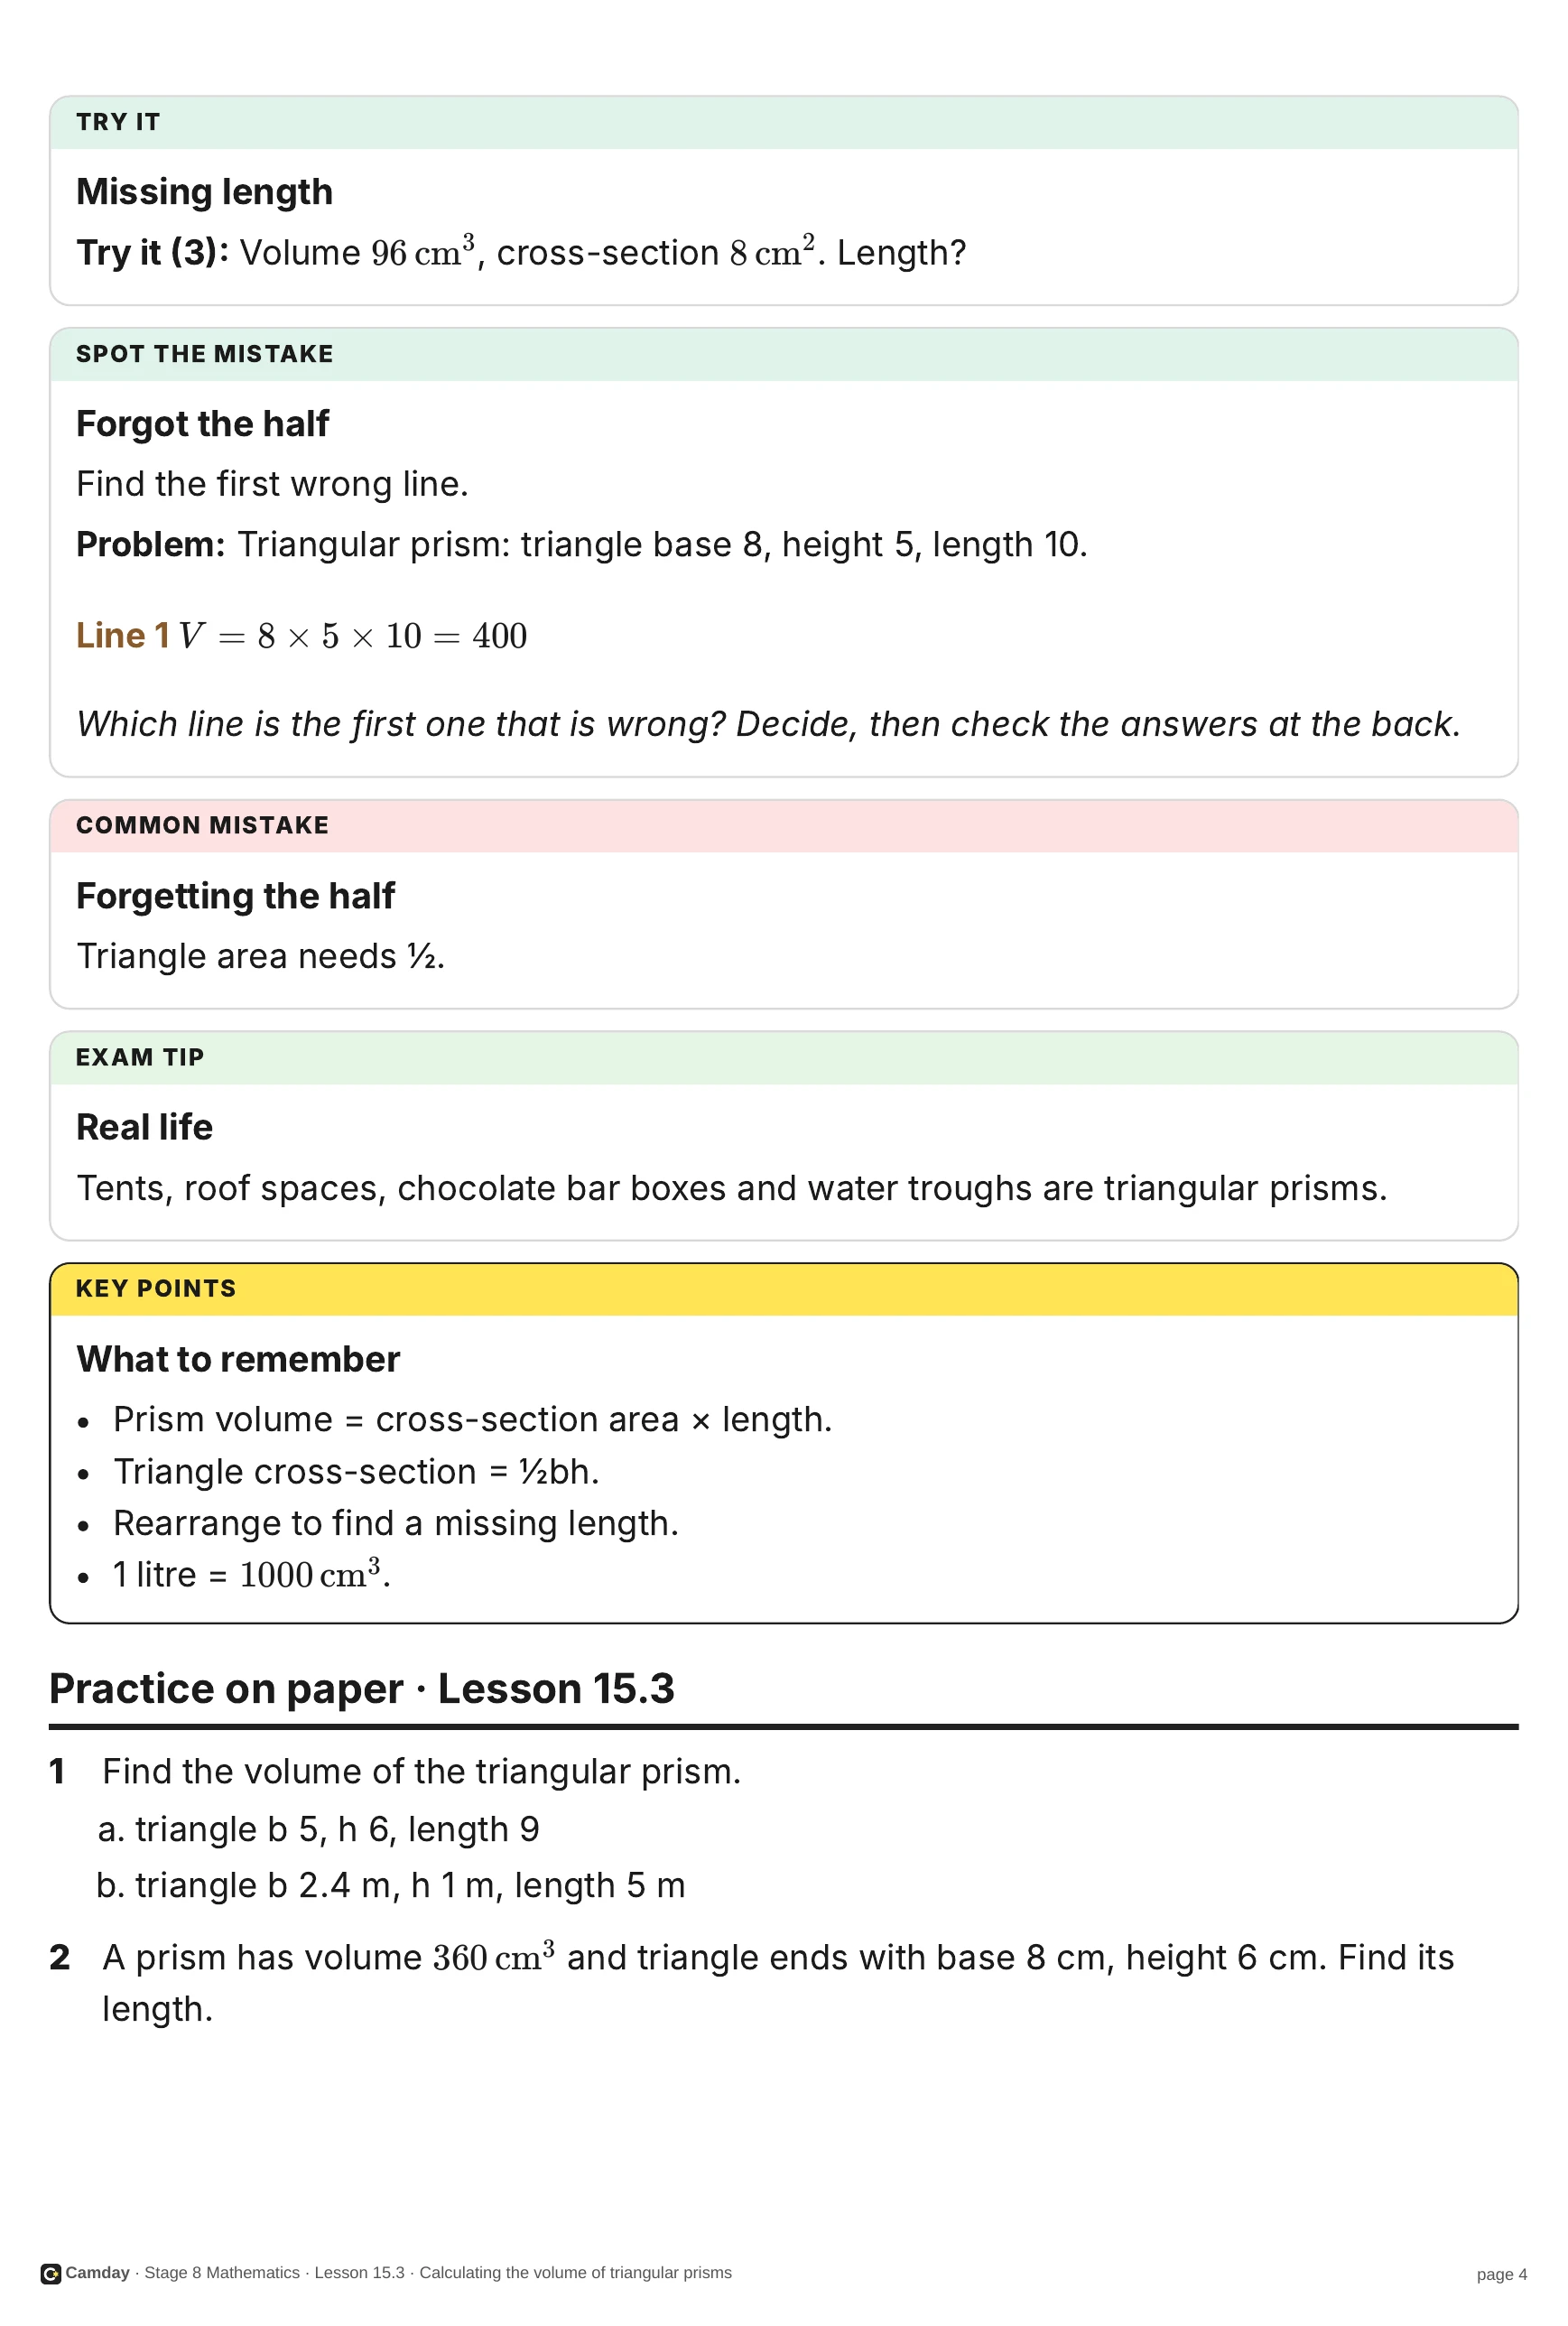 TRY IT
Missing length
Try it (3): Volume 96 cm³, cross-section 8 cm². Length?
SPOT THE MISTAKE
Forgot the half
Find the first wrong line.
Problem: Triangular prism: triangle base 8, height 5, length 10.
Line 1 V = 8 × 5 × 10 = 400
Which line is the first one that is wrong? Decide, then check the answers at the back.
COMMON MISTAKE
Forgetting the half
Triangle area needs ½.
EXAM TIP
Real life
Tents, roof spaces, chocolate bar boxes and water troughs are triangular prisms.
KEY POINTS
What to remember
• Prism volume = cross-section area × length.
• Triangle cross-section = ½bh.
• Rearrange to find a missing length.
• 1 litre = 1000 cm³.
Practice on paper · Lesson 15.3
1 Find the volume of the triangular prism.
a. triangle b 5, h 6, length 9
b. triangle b 2.4 m, h 1 m, length 5 m
2 A prism has volume 360 cm³ and triangle ends with base 8 cm, height 6 cm. Find its
length.
Camday · Stage 8 Mathematics · Lesson 15.3 · Calculating the volume of triangular prisms
page 4